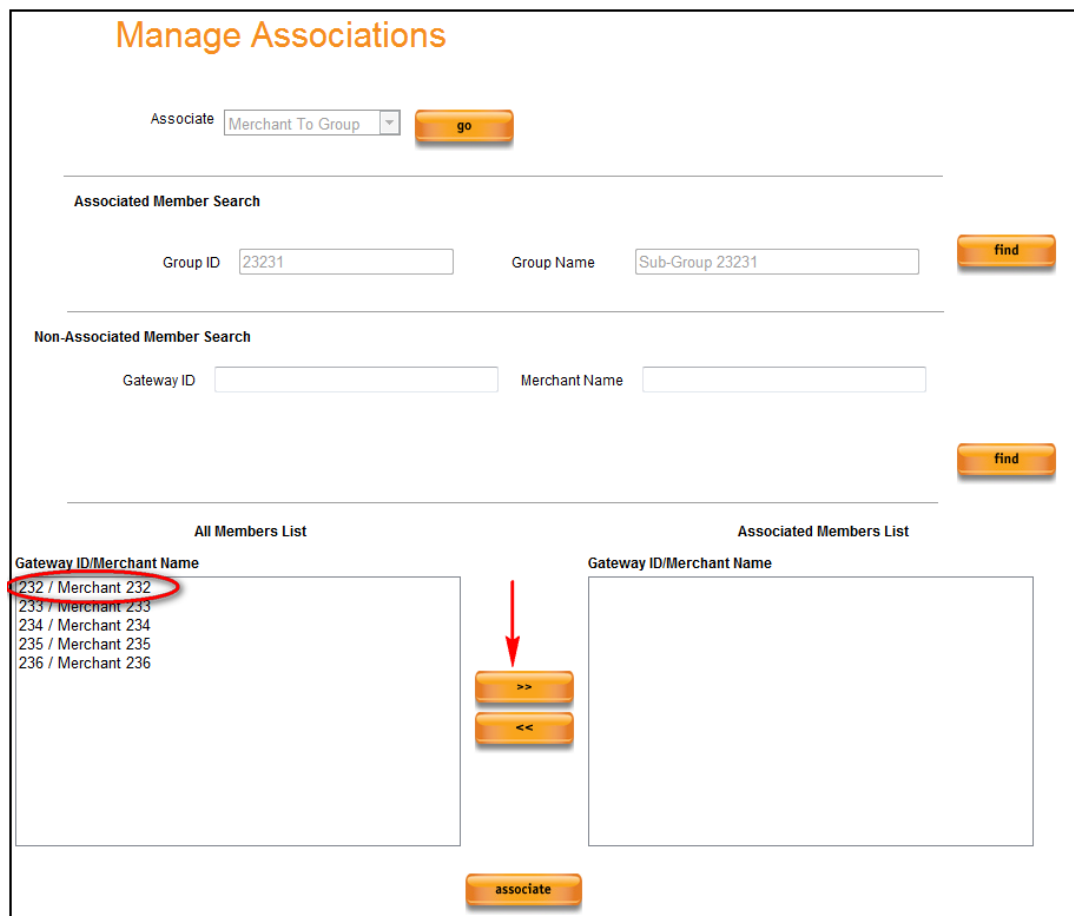 Manage Associations
Associate Merchant To Group go
Associated Member Search
Group ID 23231 Group Name Sub-Group 23231 find
Non-Associated Member Search
Gateway ID Merchant Name
find
All Members List Associated Members List
Gateway ID/Merchant Name Gateway ID/Merchant Name
232 / Merchant 232
233 / Merchant 233
234 / Merchant 234
235 / Merchant 235
236 / Merchant 236
>>
<<
associate